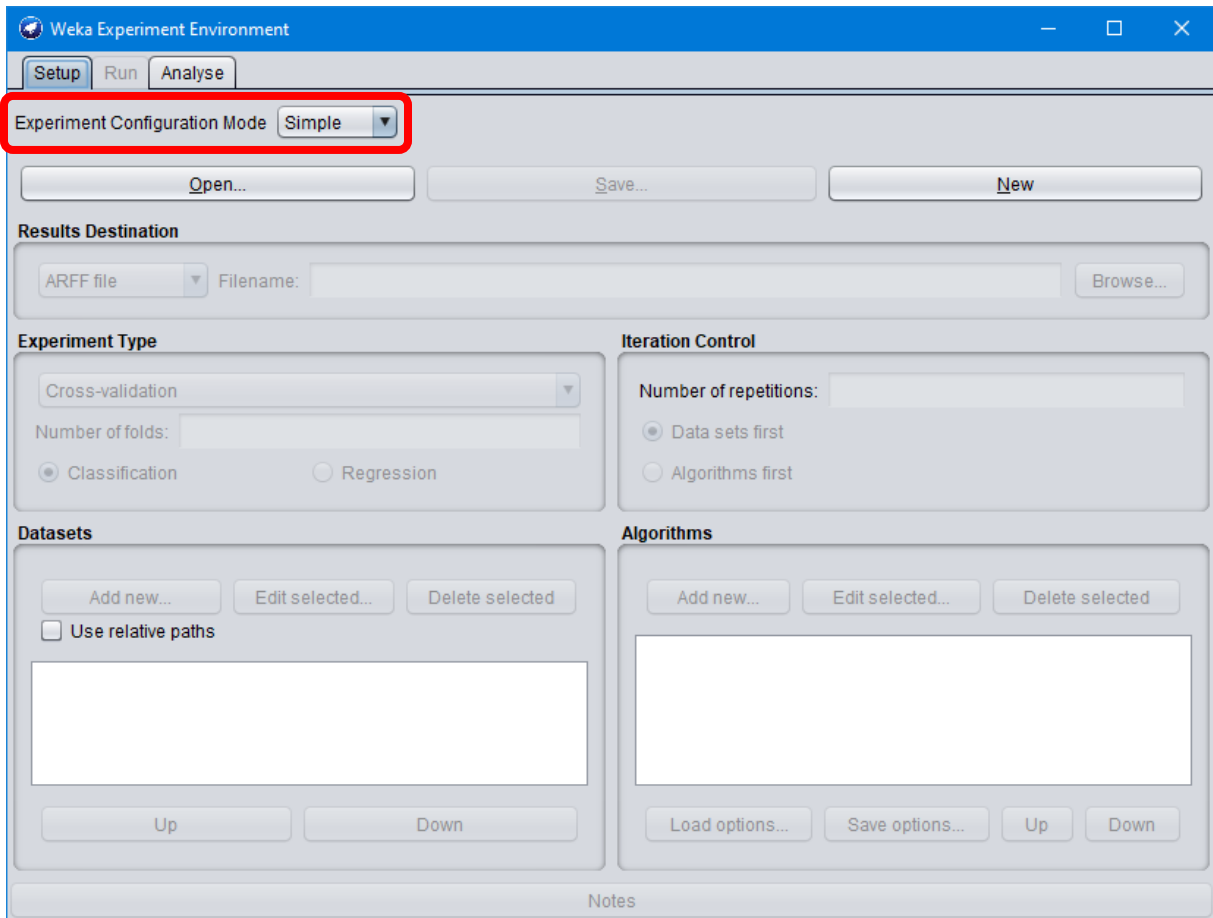 Weka Experiment Environment
Setup Run Analyse
Experiment Configuration Mode Simple
Open... Save... New
Results Destination
ARFF file Filename: Browse...
Experiment Type Iteration Control
Cross-validation Number of repetitions:
Number of folds: Data sets first
Classification Regression Algorithms first
Datasets Algorithms
Add new... Edit selected... Delete selected Add new... Edit selected... Delete selected
Use relative paths
Up Down Load options... Save options... Up Down
Notes